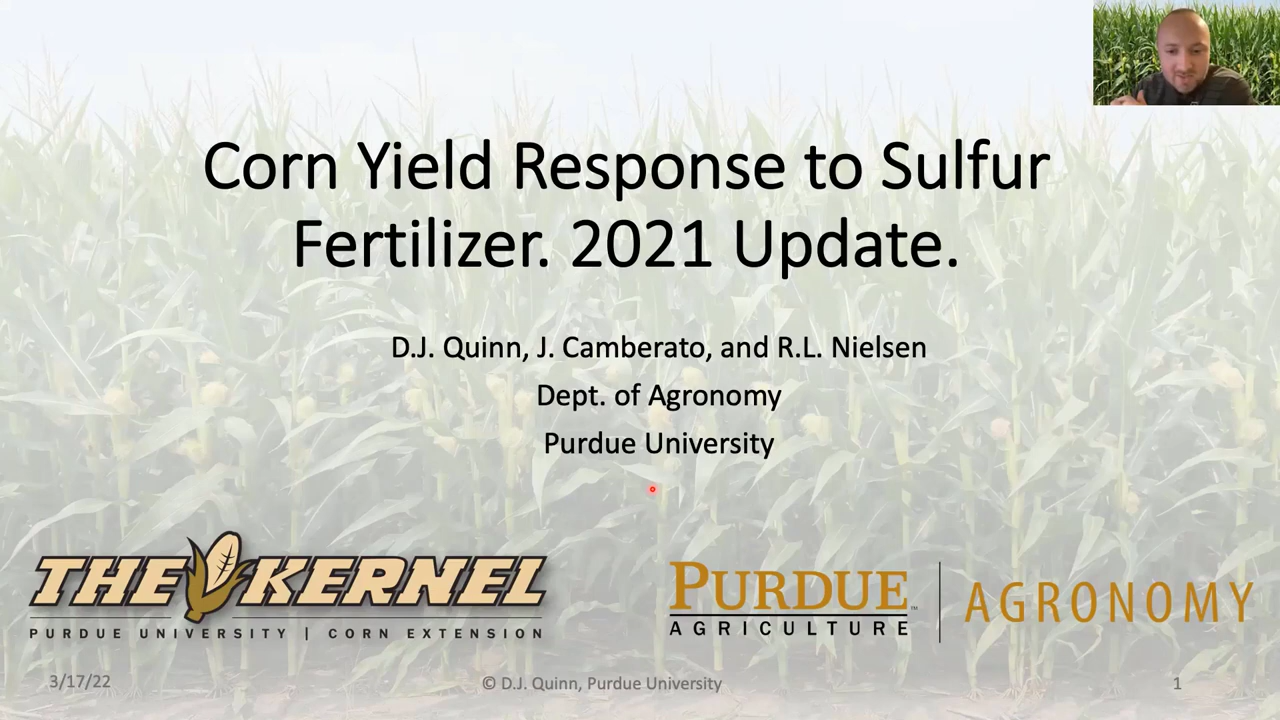 Corn Yield Response to Sulfur
Fertilizer. 2021 Update.
D.J. Quinn, J. Camberato, and R.L. Nielsen
Dept. of Agronomy
Purdue University
THE KERNEL
PURDUE UNIVERSITY | CORN EXTENSION
PURDUE™
AGRICULTURE
AGRONOMY
3/17/22
© D.J. Quinn, Purdue University
1